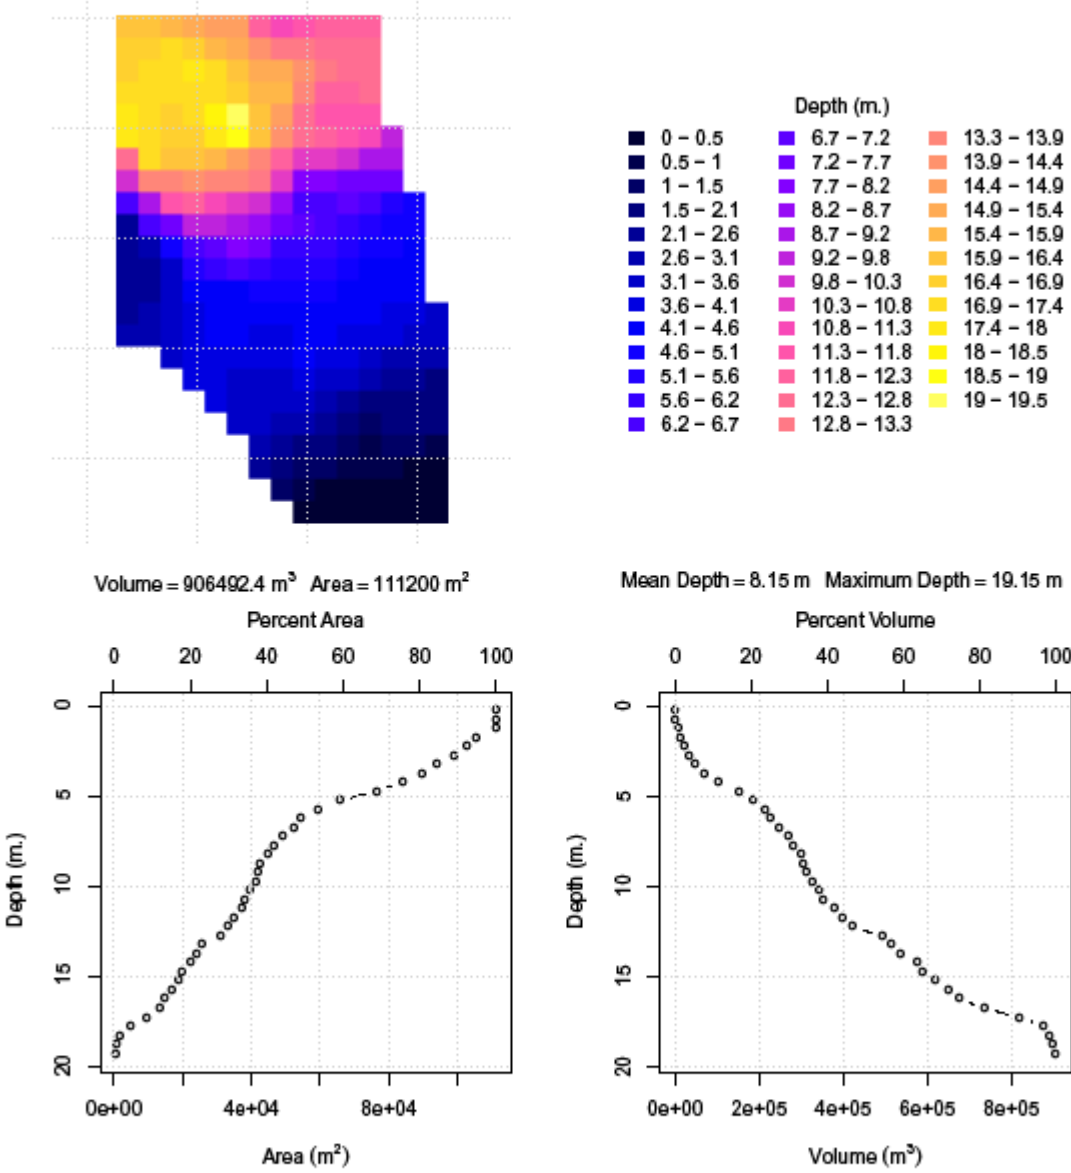 Depth (m.)
0 – 0.5 6.7 – 7.2 13.3 – 13.9
0.5 – 1 7.2 – 7.7 13.9 – 14.4
1 – 1.5 7.7 – 8.2 14.4 – 14.9
1.5 – 2.1 8.2 – 8.7 14.9 – 15.4
2.1 – 2.6 8.7 – 9.2 15.4 – 15.9
2.6 – 3.1 9.2 – 9.8 15.9 – 16.4
3.1 – 3.6 9.8 – 10.3 16.4 – 16.9
3.6 – 4.1 10.3 – 10.8 16.9 – 17.4
4.1 – 4.6 10.8 – 11.3 17.4 – 18
4.6 – 5.1 11.3 – 11.8 18 – 18.5
5.1 – 5.6 11.8 – 12.3 18.5 – 19
5.6 – 6.2 12.3 – 12.8 19 – 19.5
6.2 – 6.7 12.8 – 13.3
Volume = 906492.4 m³ Area = 111200 m²
Mean Depth = 8.15 m Maximum Depth = 19.15 m
Percent Area
0 20 40 60 80 100
0
5
10
15
20
Depth (m.)
0e+00 4e+04 8e+04
Area (m²)
Percent Volume
0 20 40 60 80 100
0
5
10
15
20
Depth (m.)
0e+00 2e+05 4e+05 6e+05 8e+05
Volume (m³)